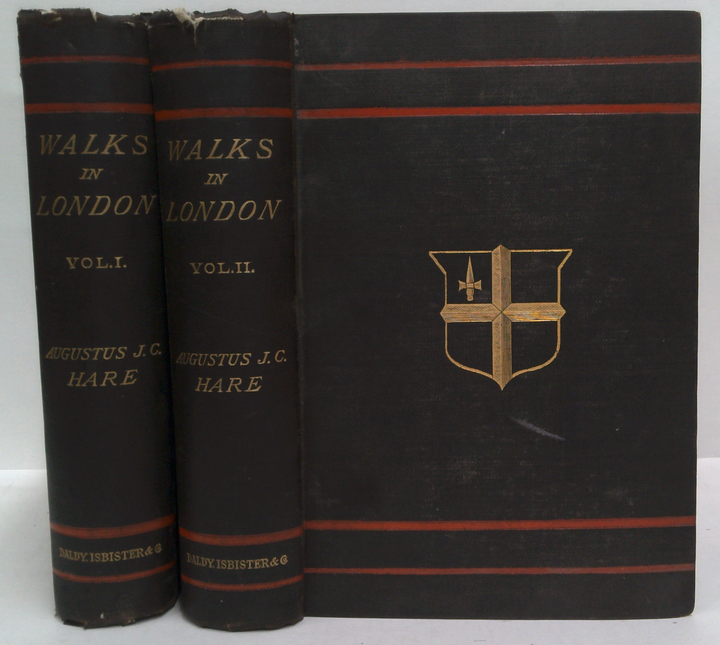 WALKS
IN
LONDON
VOL.I.
AUGUSTUS J.C.
HARE
DALDY, ISBISTER & Co.
WALKS
IN
LONDON
VOL.II.
AUGUSTUS J.C.
HARE
DALDY, ISBISTER & Co.